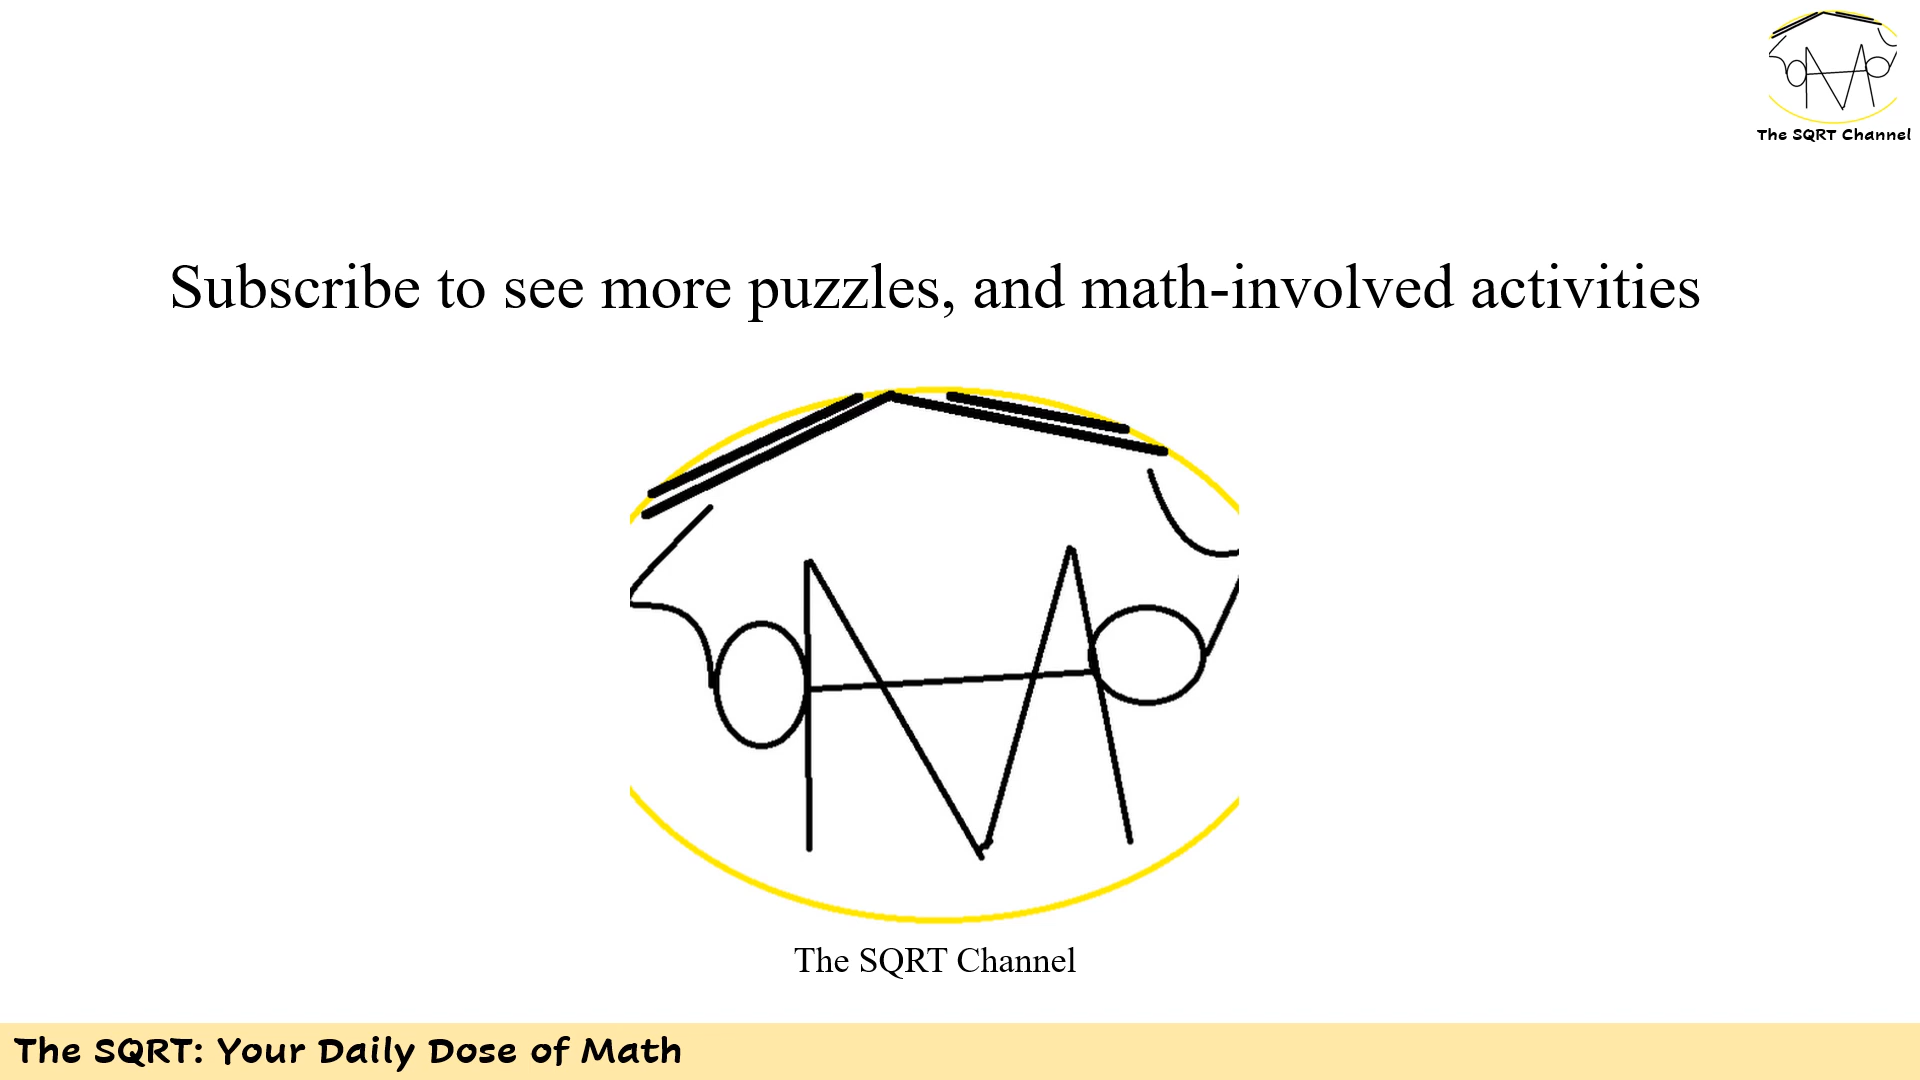 The SQRT Channel
Subscribe to see more puzzles, and math-involved activities
The SQRT Channel
The SQRT: Your Daily Dose of Math